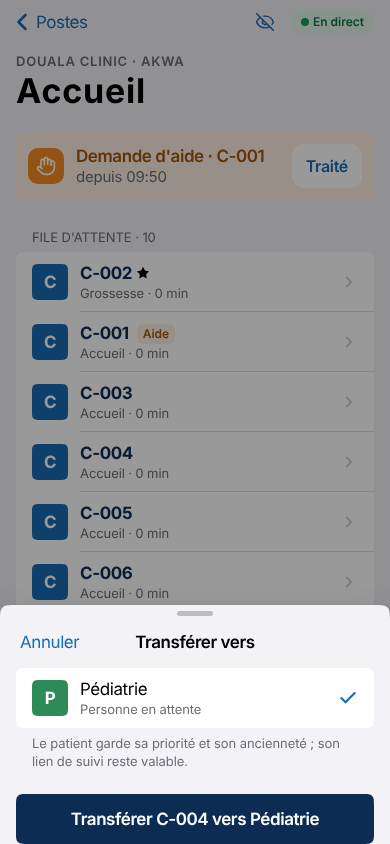 Postes
En direct
DOUALA CLINIC · AKWA
Accueil
Demande d'aide · C-001
depuis 09:50
Traité
FILE D'ATTENTE · 10
C
C-002 ★
Grossesse · 0 min
C
C-001 Aide
Accueil · 0 min
C
C-003
Accueil · 0 min
C
C-004
Accueil · 0 min
C
C-005
Accueil · 0 min
C
C-006
Accueil · 0 min
Annuler
Transférer vers
P
Pédiatrie
Personne en attente
Le patient garde sa priorité et son ancienneté ; son
lien de suivi reste valable.
Transférer C-004 vers Pédiatrie